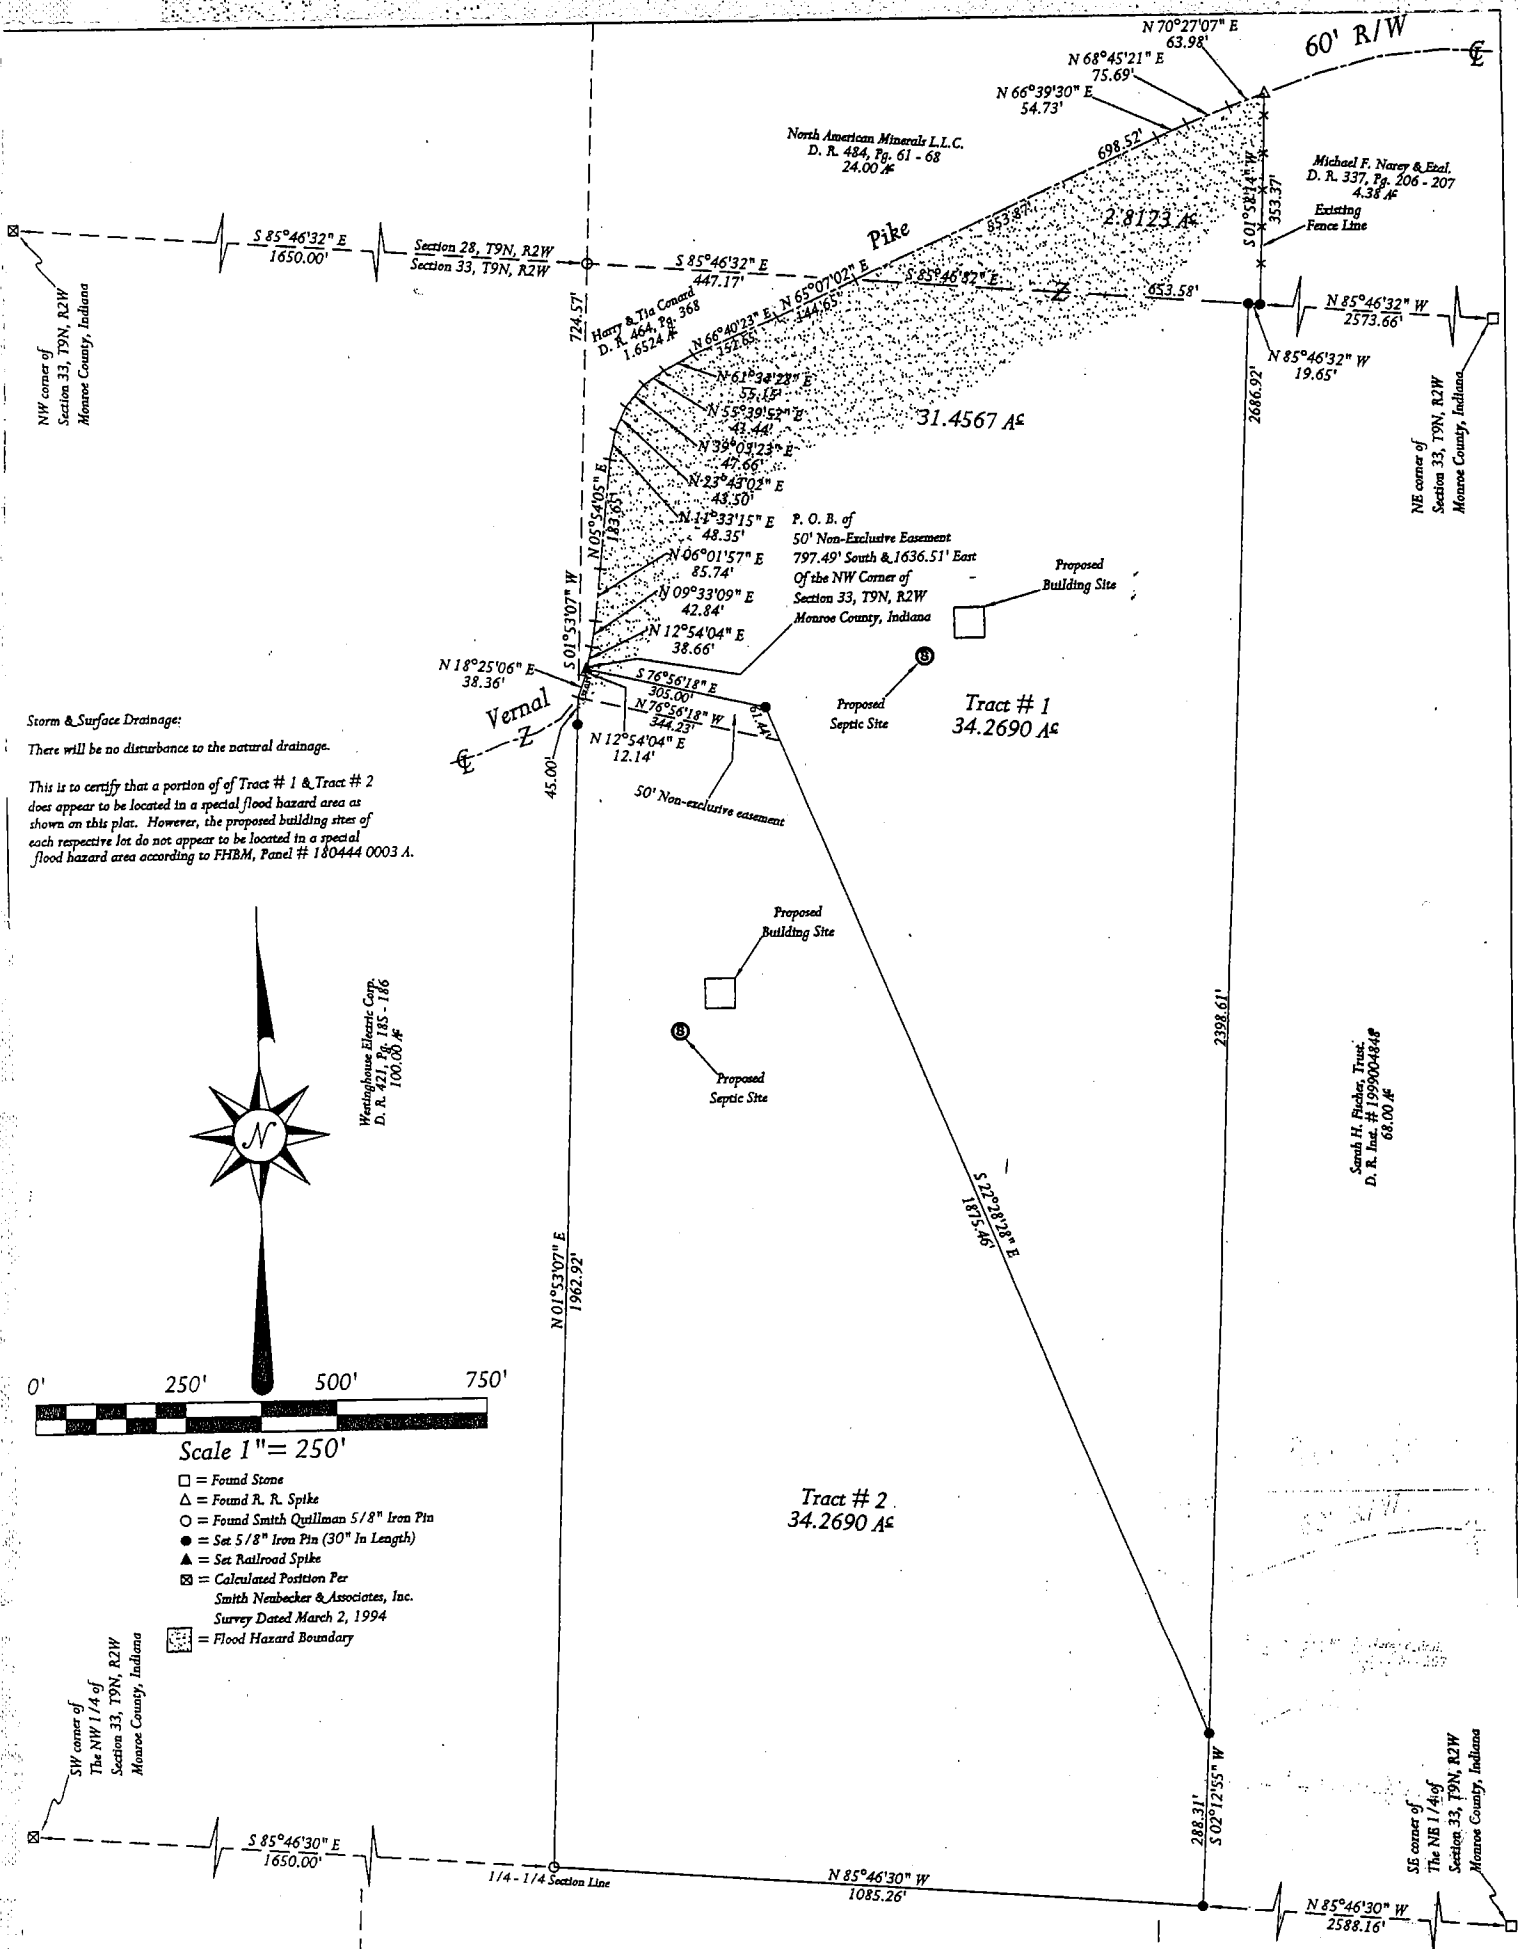 N 70°27'07" E
63.98'
60' R/W
N 68°45'21" E
75.69'
N 66°39'30" E
54.73'
North American Minerals L.L.C.
D. R. 484, Pg. 61 - 68
24.00 Ac
698.52'
853.87'
Pike
2.8123 Ac
S 01°58'14" W
353.37'
Michael F. Narey & Etal.
D. R. 337, Pg. 206 - 207
4.38 Ac
Existing
Fence Line
S 85°46'32" E
1650.00'
Section 28, T9N, R2W
Section 33, T9N, R2W
S 85°46'32" E
447.17'
S 85°46'32" E
653.58'
N 85°46'32" W
2573.66'
N 85°46'32" W
19.65'
NW corner of
Section 33, T9N, R2W
Monroe County, Indiana
NE corner of
Section 33, T9N, R2W
Monroe County, Indiana
724.57'
Harry & Tia Conard
D. R. 464, Pg. 368
1.6524 Ac
N 65°07'02" E
144.65'
N 66°40'23" E
152.65'
N 61°34'28" E
55.15'
N 55°39'52" E
41.44'
N 39°03'23" E
47.66'
N 23°43'02" E
43.50'
N 11°33'15" E
48.35'
N 06°01'57" E
85.74'
N 09°33'09" E
42.84'
N 12°54'04" E
38.66'
N 05°54'05" E
183.65'
S 01°53'07" W
31.4567 Ac
2686.92'
P. O. B. of
50' Non-Exclusive Easement
797.49' South & 1636.51' East
Of the NW Corner of
Section 33, T9N, R2W
Monroe County, Indiana
Proposed
Building Site
Proposed
Septic Site
S
Tract # 1
34.2690 Ac
N 18°25'06" E
38.36'
S 76°56'18" E
305.00'
N 76°56'18" W
344.23'
61.44'
N 12°54'04" E
12.14'
Vernal
45.00'
50' Non-exclusive easement
Storm & Surface Drainage:
There will be no disturbance to the natural drainage.
This is to certify that a portion of of Tract # 1 & Tract # 2
does appear to be located in a special flood hazard area as
shown on this plat. However, the proposed building sites of
each respective lot do not appear to be located in a special
flood hazard area according to FHBM, Panel # 180444 0003 A.
Proposed
Building Site
S
Proposed
Septic Site
Westinghouse Electric Corp.
D. R. 421, Pg. 185 - 186
100.00 Ac
N
2398.61'
Sarah H. Fischer, Trust.
D. R. Inst. # 1999004848
68.00 Ac
S 22°28'28" E
1875.46'
N 01°53'07" E
1962.92'
0' 250' 500' 750'
Scale 1"= 250'
= Found Stone
= Found R. R. Spike
= Found Smith Quillman 5/8" Iron Pin
= Set 5/8" Iron Pin (30" In Length)
= Set Railroad Spike
= Calculated Position Per
Smith Neubecker & Associates, Inc.
Survey Dated March 2, 1994
= Flood Hazard Boundary
Tract # 2
34.2690 Ac
SW corner of
The NW 1/4 of
Section 33, T9N, R2W
Monroe County, Indiana
S 85°46'30" E
1650.00'
1/4 - 1/4 Section Line
N 85°46'30" W
1085.26'
288.31'
S 02°12'55" W
N 85°46'30" W
2588.16'
SE corner of
The NE 1/4 of
Section 33, T9N, R2W
Monroe County, Indiana